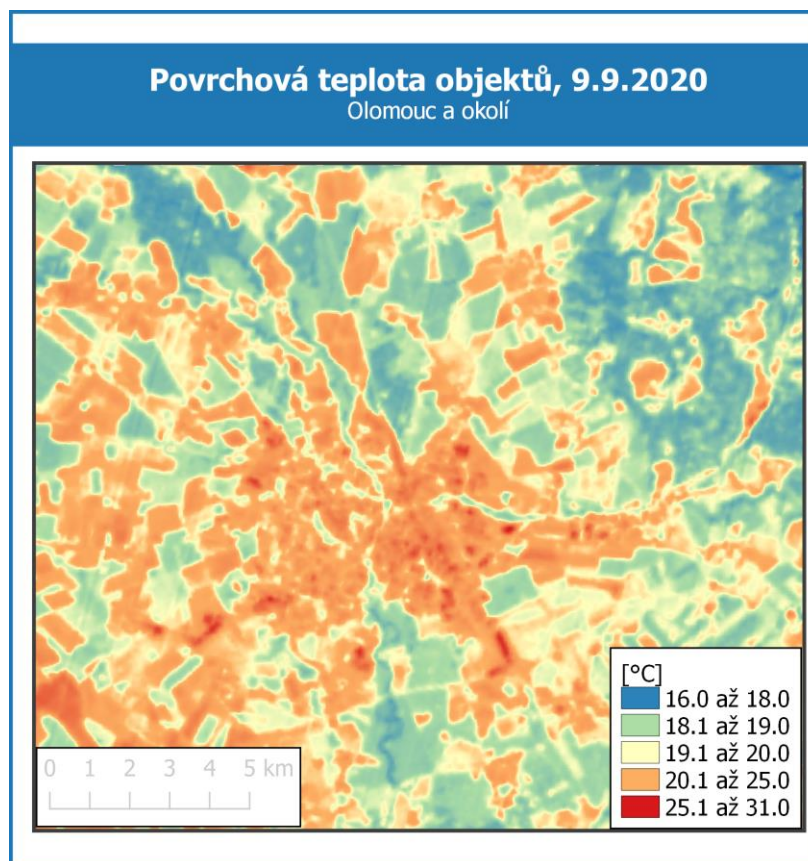 Povrchová teplota objektů, 9.9.2020
Olomouc a okolí
[°C]
16.0 až 18.0
18.1 až 19.0
19.1 až 20.0
20.1 až 25.0
25.1 až 31.0
0 1 2 3 4 5 km